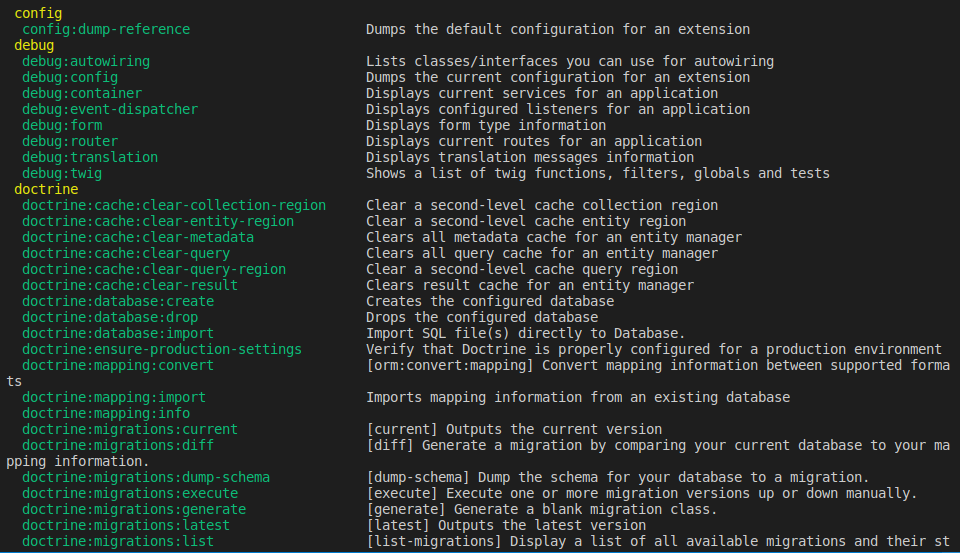 config
config:dump-reference Dumps the default configuration for an extension
debug
debug:autowiring Lists classes/interfaces you can use for autowiring
debug:config Dumps the current configuration for an extension
debug:container Displays current services for an application
debug:event-dispatcher Displays configured listeners for an application
debug:form Displays form type information
debug:router Displays current routes for an application
debug:translation Displays translation messages information
debug:twig Shows a list of twig functions, filters, globals and tests
doctrine
doctrine:cache:clear-collection-region Clear a second-level cache collection region
doctrine:cache:clear-entity-region Clear a second-level cache entity region
doctrine:cache:clear-metadata Clears all metadata cache for an entity manager
doctrine:cache:clear-query Clears all query cache for an entity manager
doctrine:cache:clear-query-region Clear a second-level cache query region
doctrine:cache:clear-result Clears result cache for an entity manager
doctrine:database:create Creates the configured database
doctrine:database:drop Drops the configured database
doctrine:database:import Import SQL file(s) directly to Database.
doctrine:ensure-production-settings Verify that Doctrine is properly configured for a production environment
doctrine:mapping:convert [orm:convert:mapping] Convert mapping information between supported forma
ts
doctrine:mapping:import Imports mapping information from an existing database
doctrine:mapping:info
doctrine:migrations:current [current] Outputs the current version
doctrine:migrations:diff [diff] Generate a migration by comparing your current database to your ma
pping information.
doctrine:migrations:dump-schema [dump-schema] Dump the schema for your database to a migration.
doctrine:migrations:execute [execute] Execute one or more migration versions up or down manually.
doctrine:migrations:generate [generate] Generate a blank migration class.
doctrine:migrations:latest [latest] Outputs the latest version
doctrine:migrations:list [list-migrations] Display a list of all available migrations and their st